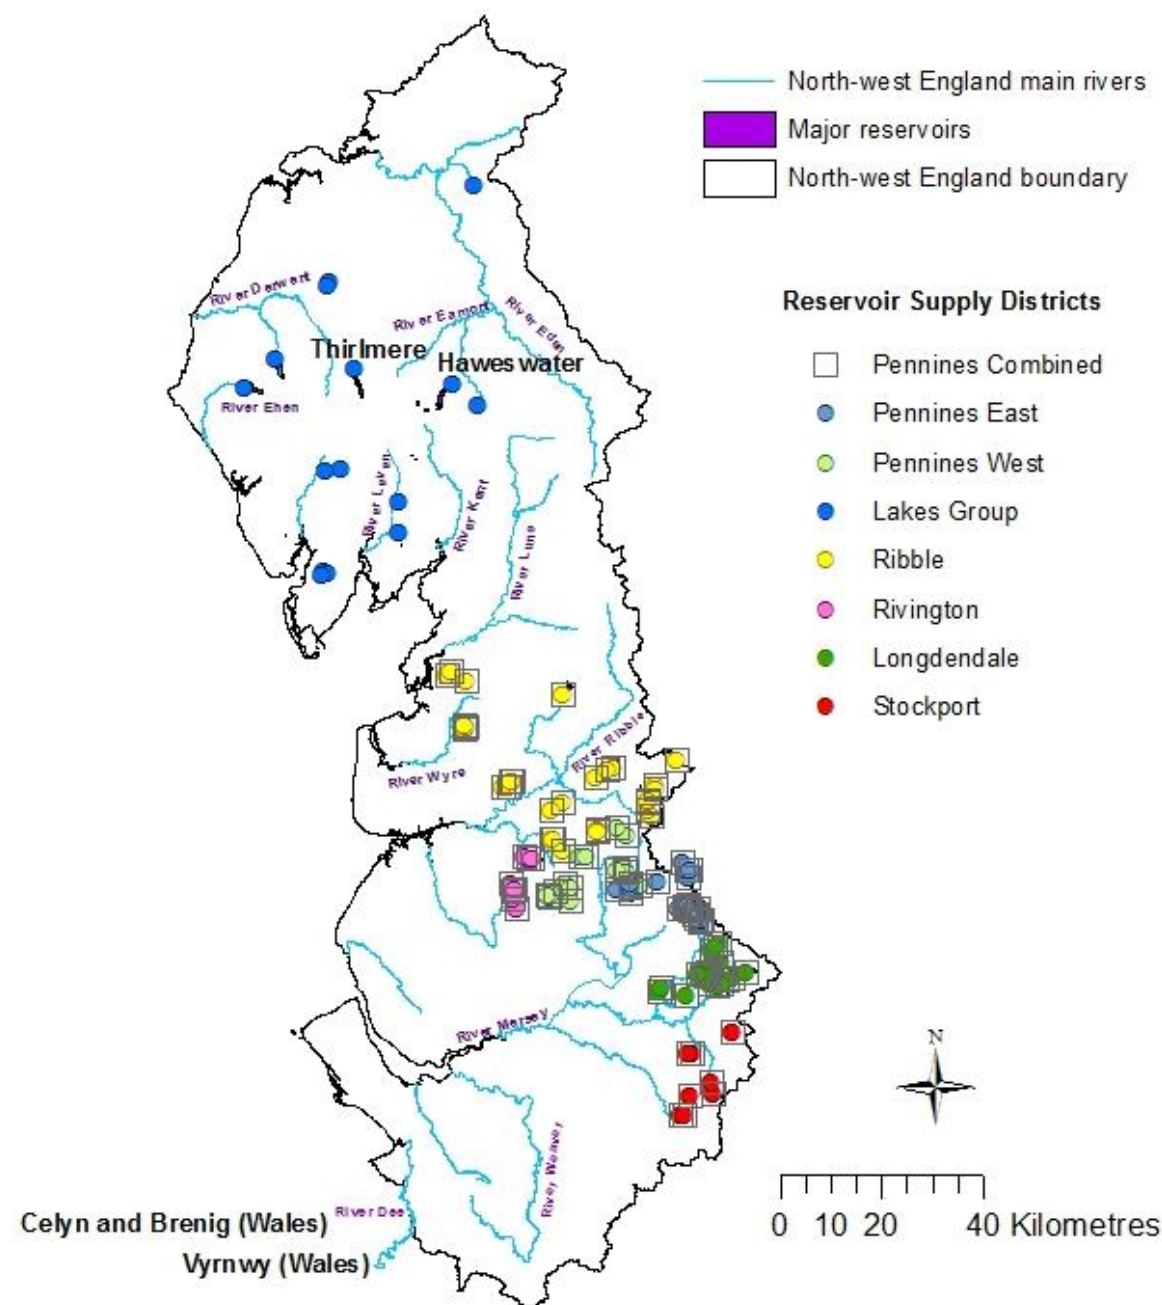 North-west England main rivers
Major reservoirs
North-west England boundary
Reservoir Supply Districts
Pennines Combined
Pennines East
Pennines West
Lakes Group
Ribble
Rivington
Longdendale
Stockport
River Derwent
River Eamont
River Eden
Thirlmere
Haweswater
River Ehen
River Leven
River Kent
River Lune
River Ribble
River Wyre
River Mersey
River Weaver
River Dee
Celyn and Brenig (Wales)
Vyrnwy (Wales)
N
0 10 20 40 Kilometres